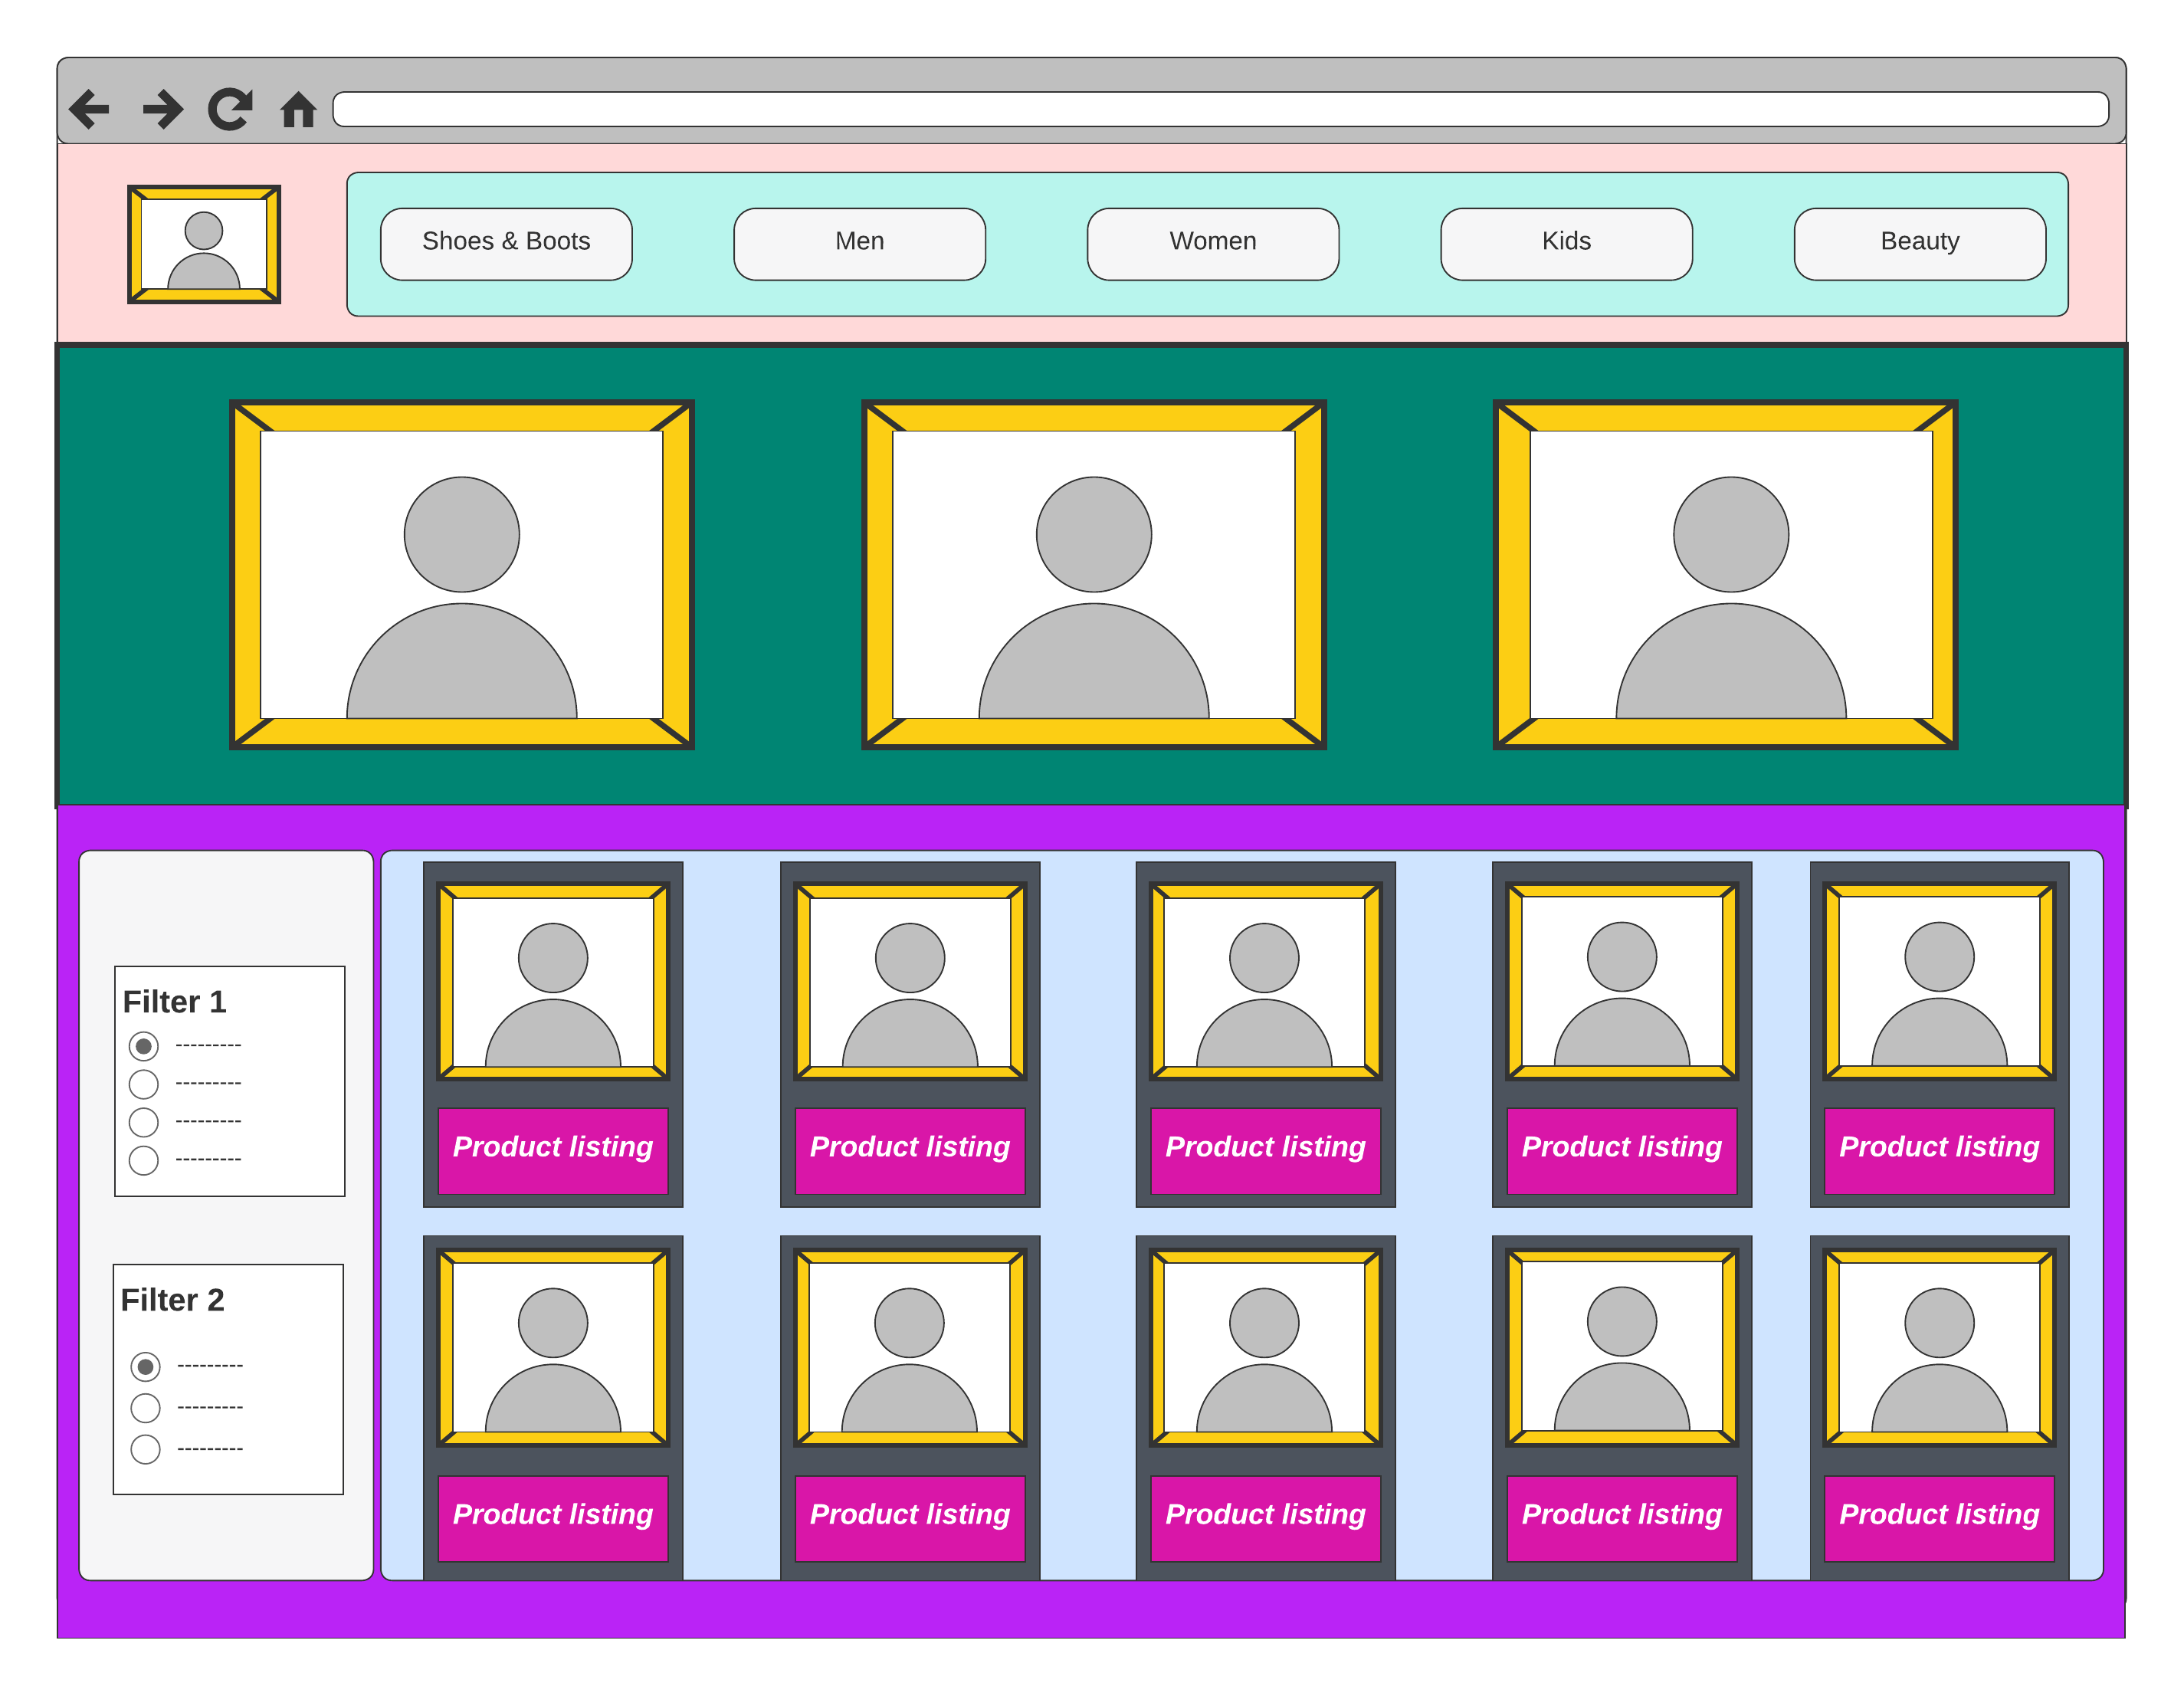 Shoes & Boots
Men
Women
Kids
Beauty
Filter 1
---------
---------
---------
---------
Filter 2
---------
---------
---------
Product listing
Product listing
Product listing
Product listing
Product listing
Product listing
Product listing
Product listing
Product listing
Product listing